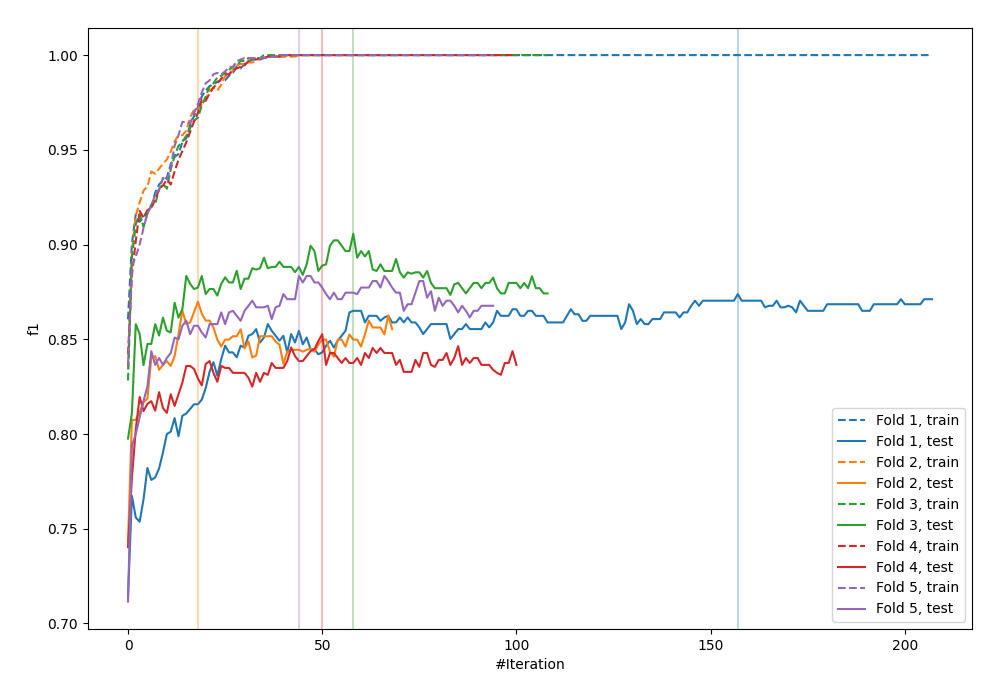 1.00
0.95
0.90
0.85
0.80
0.75
0.70
f1
0 50 100 150 200
#Iteration
Fold 1, train
Fold 1, test
Fold 2, train
Fold 2, test
Fold 3, train
Fold 3, test
Fold 4, train
Fold 4, test
Fold 5, train
Fold 5, test